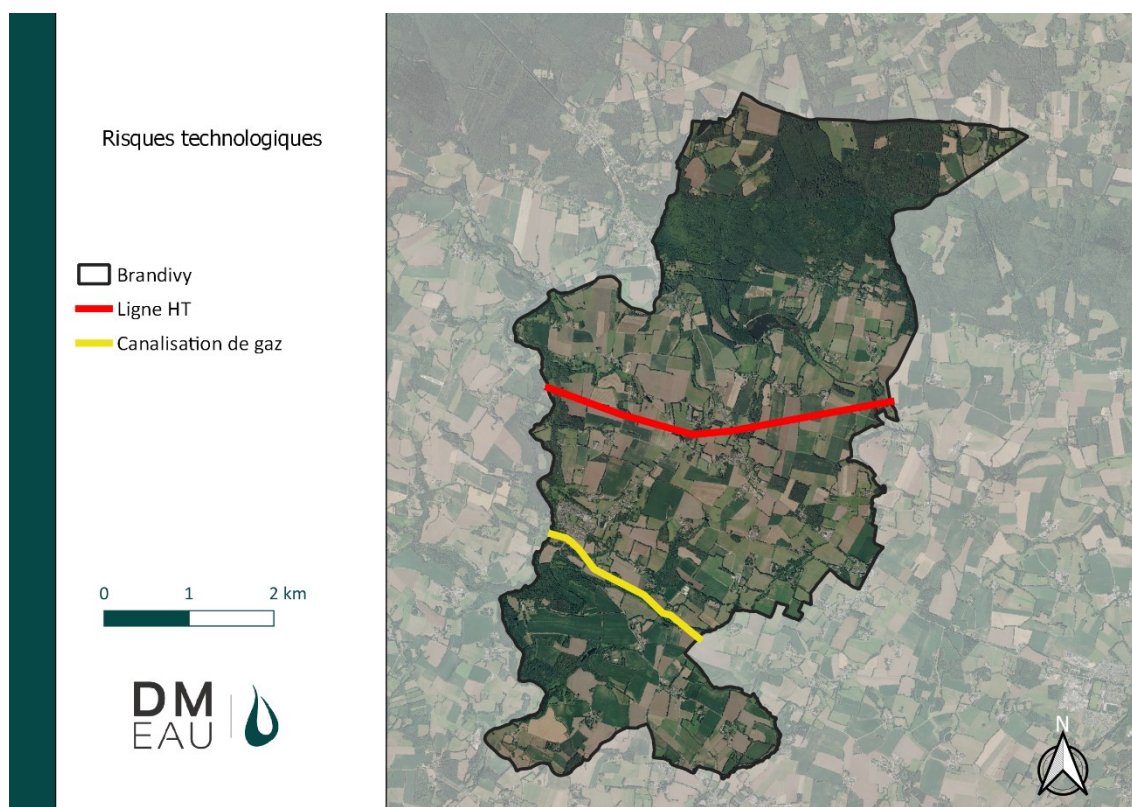 Risques technologiques
Brandivy
Ligne HT
Canalisation de gaz
0 1 2 km
DM
EAU
N